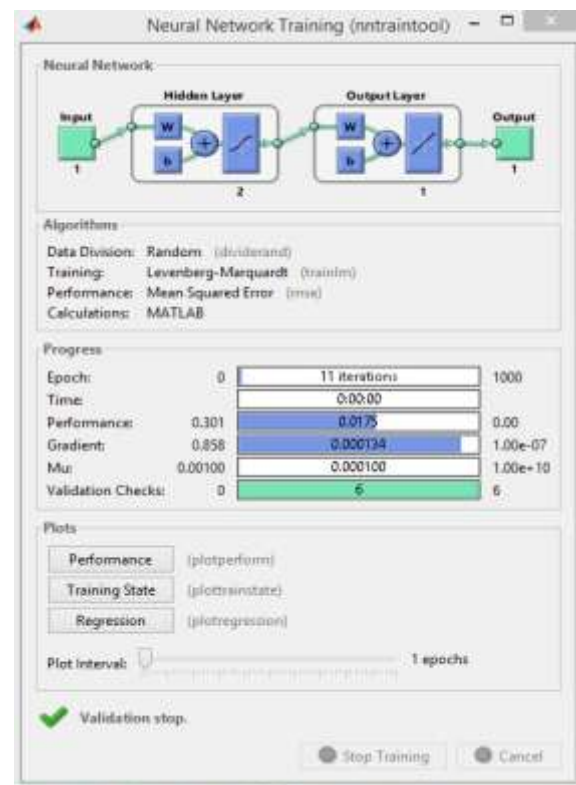 Neural Network Training (nntraintool)
Neural Network
Hidden Layer
Output Layer
Input
Output
W
W
b
b
1
2
1
1
Algorithms
Data Division: Random (dividerand)
Training: Levenberg-Marquardt (trainlm)
Performance: Mean Squared Error (mse)
Calculations: MATLAB
Progress
Epoch: 0 11 iterations 1000
Time: 0:00:00
Performance: 0.301 0.0175 0.00
Gradient: 0.858 0.000134 1.00e-07
Mu: 0.00100 0.000100 1.00e+10
Validation Checks: 0 6 6
Plots
Performance (plotperform)
Training State (plottrainstate)
Regression (plotregression)
Plot Interval: 1 epochs
Validation stop.
Stop Training Cancel